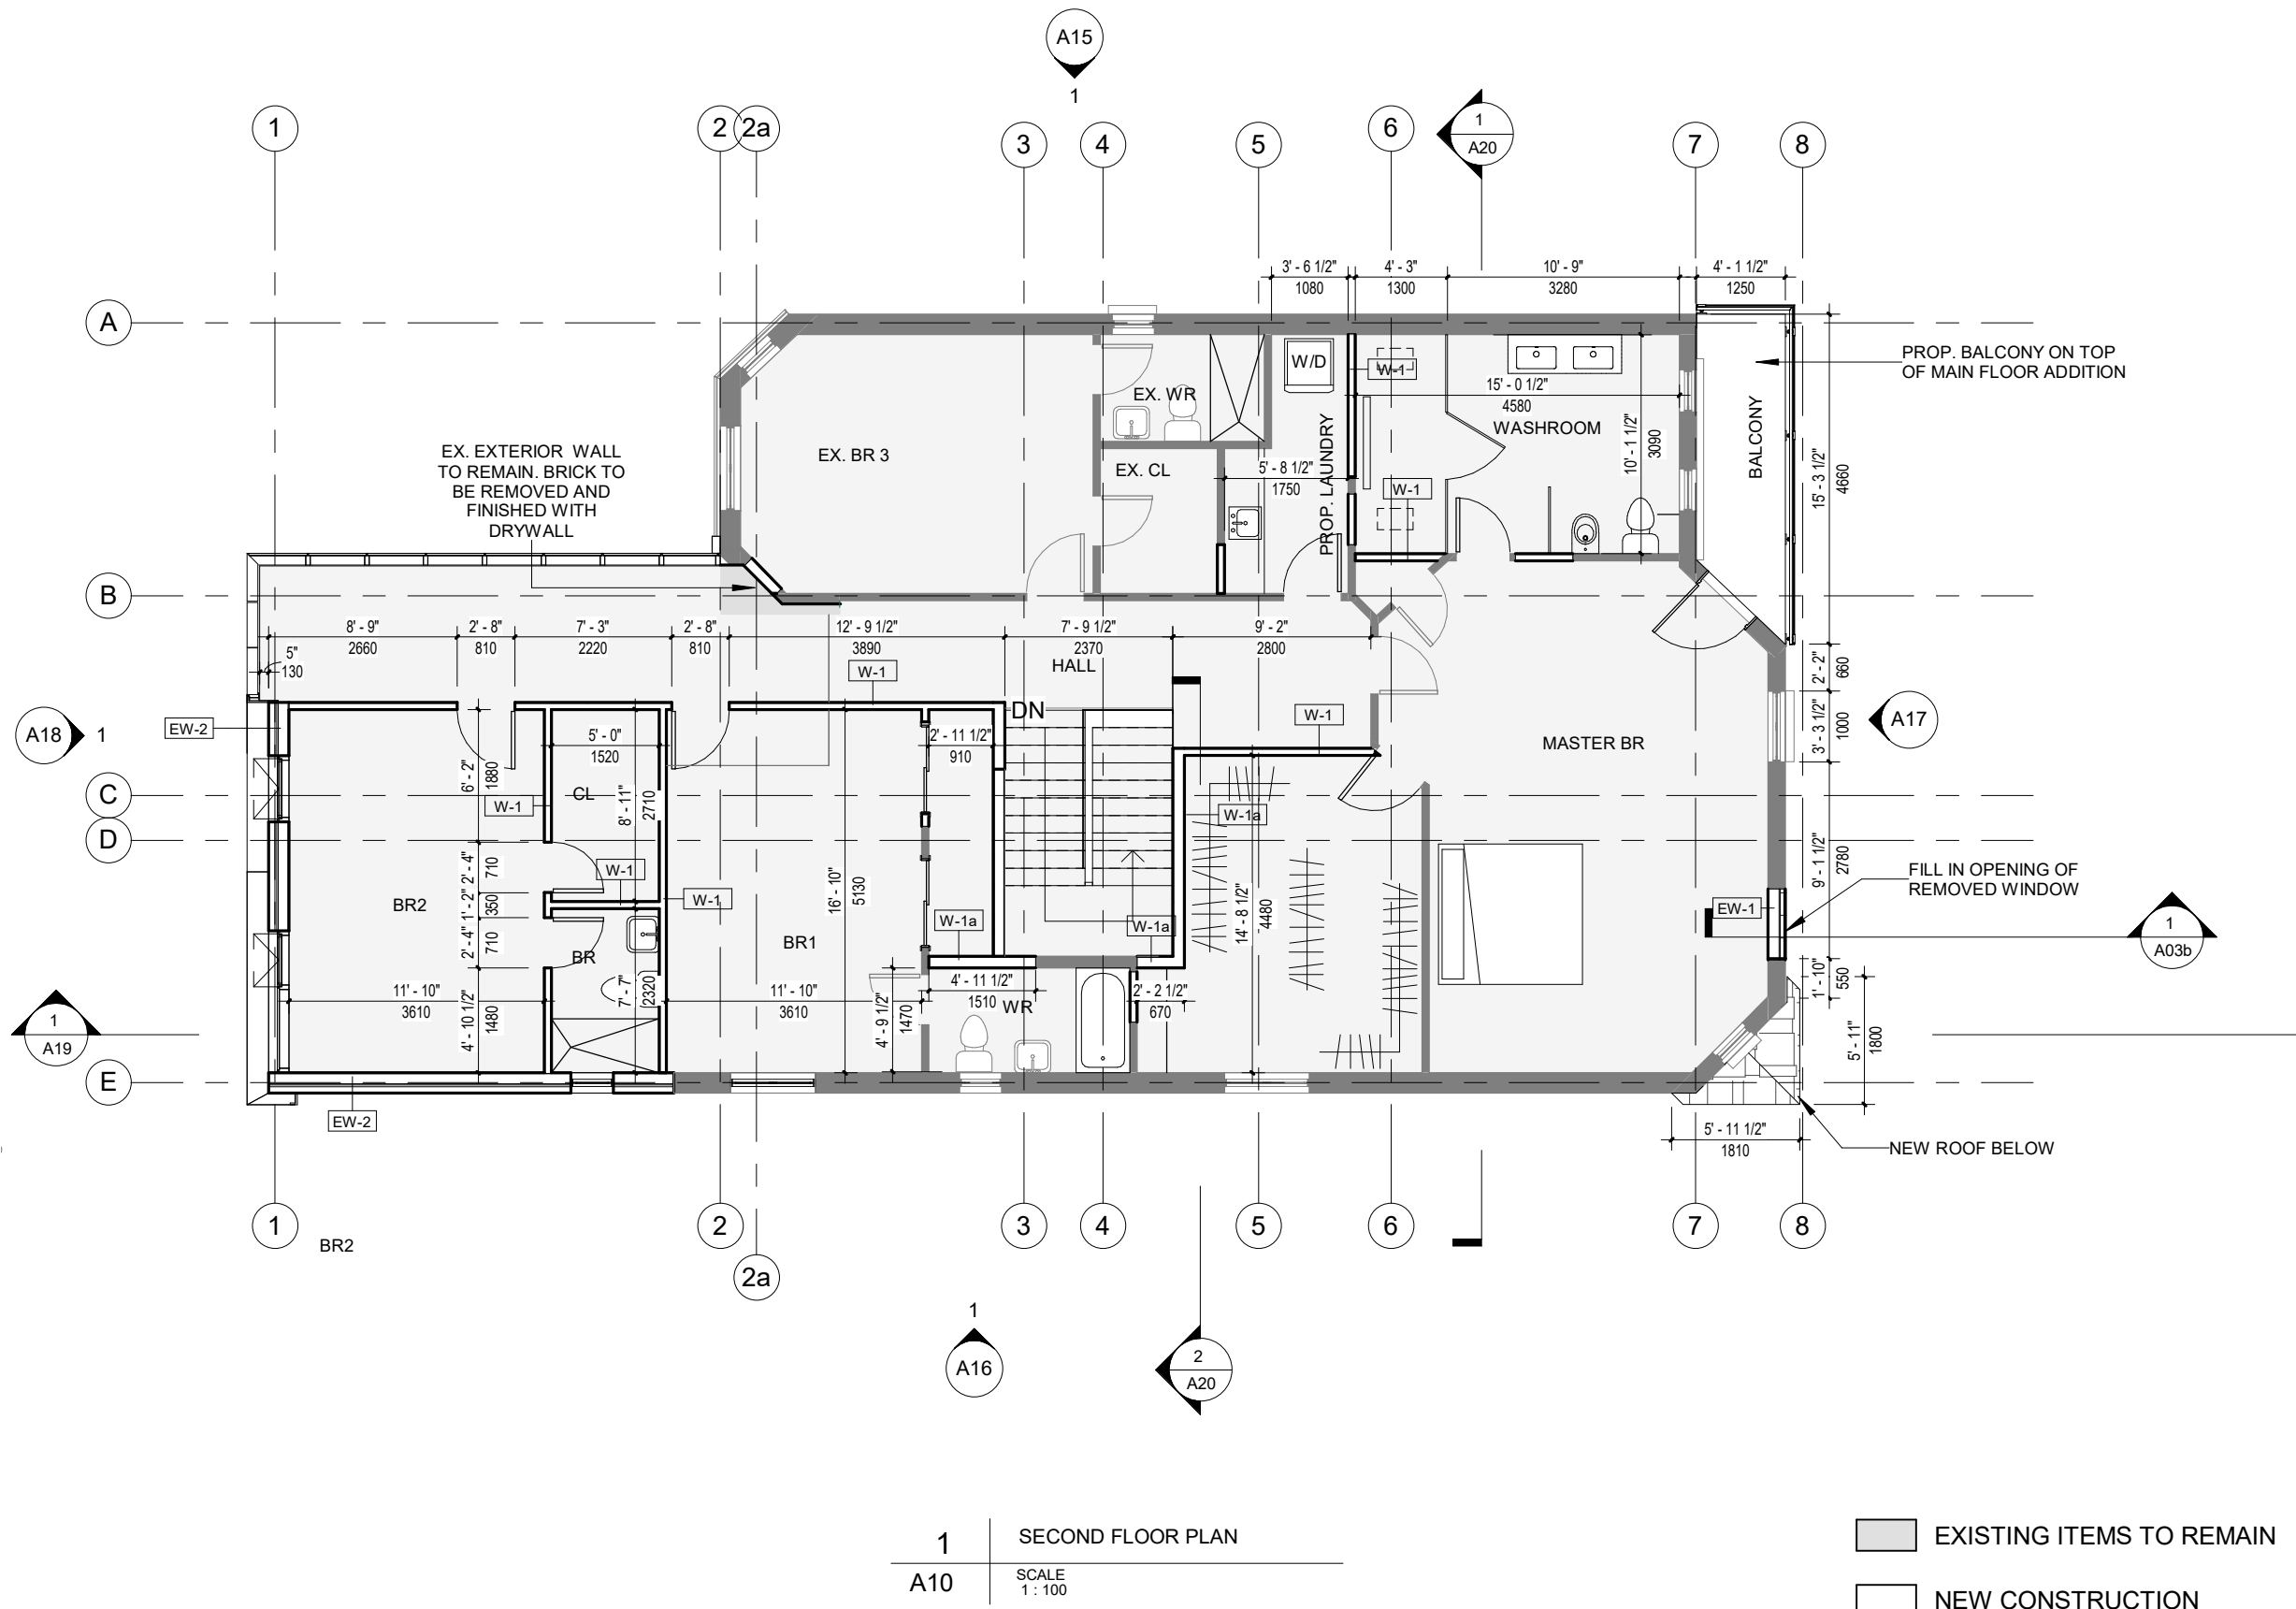 A15
1
1
2
2a
3
4
5
6
7
8
1
A20
3' - 6 1/2"
1080
4' - 3"
1300
10' - 9"
3280
4' - 1 1/2"
1250
A
PROP. BALCONY ON TOP
OF MAIN FLOOR ADDITION
W/D
W-1
15' - 0 1/2"
4580
WASHROOM
10' - 1 1/2"
3090
BALCONY
15' - 3 1/2"
4660
EX. WR
EX. BR 3
EX. CL
5' - 8 1/2"
1750
PROP. LAUNDRY
W-1
EX. EXTERIOR WALL
TO REMAIN. BRICK TO
BE REMOVED AND
FINISHED WITH
DRYWALL
B
8' - 9"
2660
2' - 8"
810
7' - 3"
2220
2' - 8"
810
12' - 9 1/2"
3890
7' - 9 1/2"
2370
9' - 2"
2800
5"
130
HALL
W-1
2' - 2"
660
DN
W-1
EW-2
A18
1
A17
3' - 3 1/2"
1000
5' - 0"
1520
2' - 11 1/2"
910
MASTER BR
6' - 2"
1880
C
W-1
CL
8' - 11"
2710
W-1a
D
2' - 4"
710
W-1
W-1
16' - 10"
5130
9' - 1 1/2"
2780
FILL IN OPENING OF
REMOVED WINDOW
BR2
1' - 2"
350
W-1a
W-1a
14' - 8 1/2"
4480
EW-1
1
A03b
2' - 4"
710
BR
BR1
11' - 10"
3610
7' - 7"
2320
11' - 10"
3610
4' - 11 1/2"
1510
WR
2' - 2 1/2"
670
1' - 10"
550
1
A19
4' - 10 1/2"
1480
4' - 9 1/2"
1470
5' - 11"
1800
E
EW-2
5' - 11 1/2"
1810
NEW ROOF BELOW
1
2
3
4
5
6
7
8
BR2
2a
1
A16
2
A20
1
SECOND FLOOR PLAN
A10
SCALE
1 : 100
EXISTING ITEMS TO REMAIN
NEW CONSTRUCTION